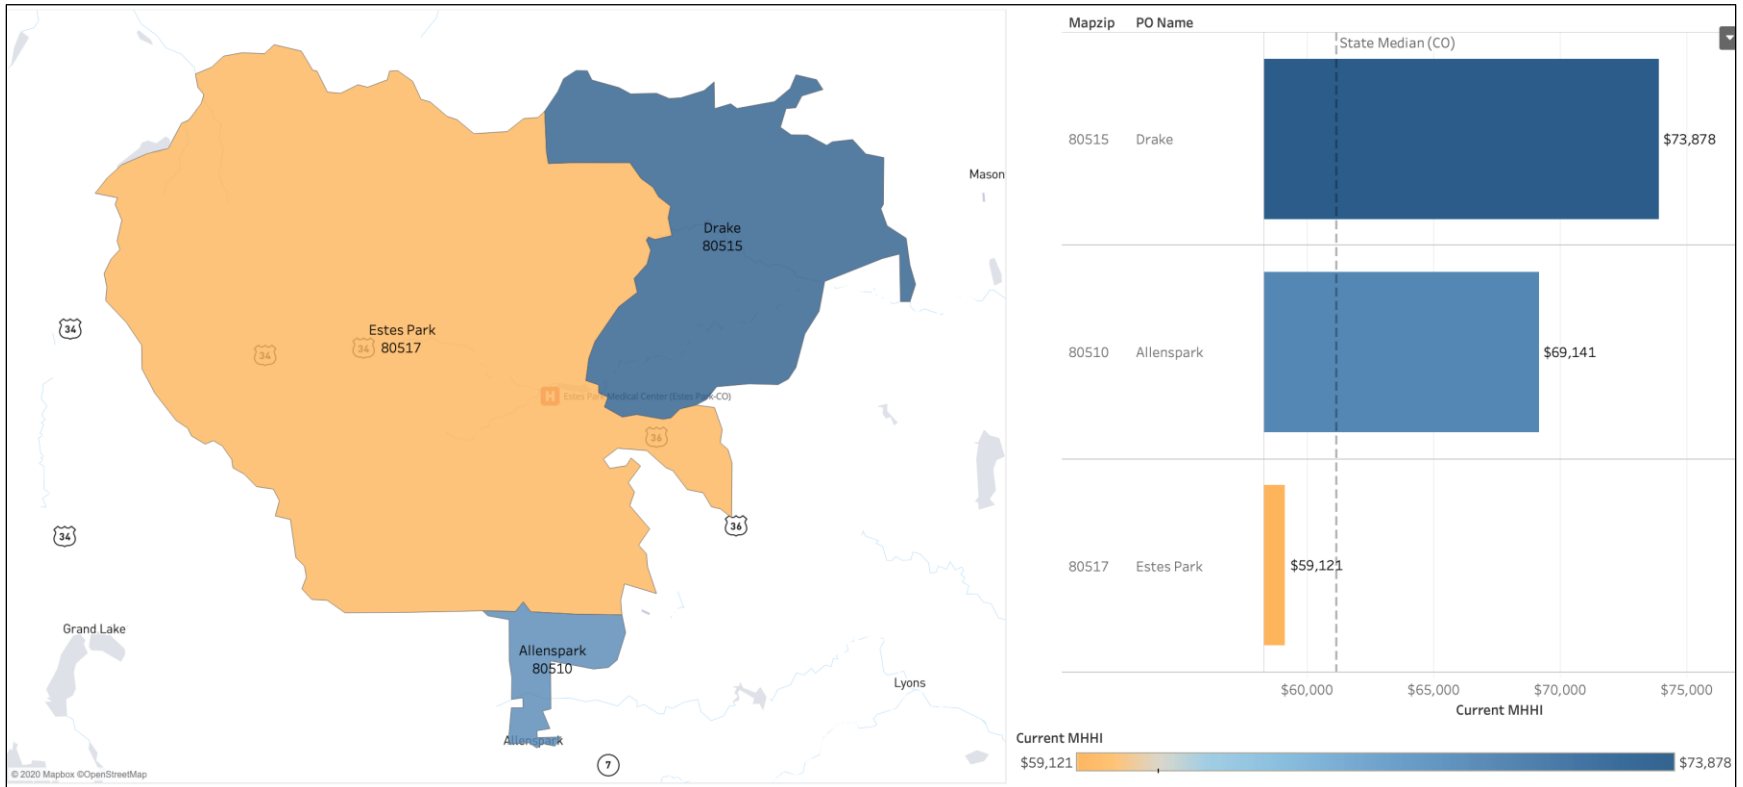 Mason
Drake
80515
34
Estes Park
80517
34
34
H Estes Park Medical Center (Estes Park-CO)
36
36
34
Grand Lake
Allenspark
80510
Lyons
Allenspark
7
© 2020 Mapbox ©OpenStreetMap
Mapzip PO Name
State Median (CO)
80515 Drake $73,878
80510 Allenspark $69,141
80517 Estes Park $59,121
$60,000 $65,000 $70,000 $75,000
Current MHHI
Current MHHI
$59,121 $73,878